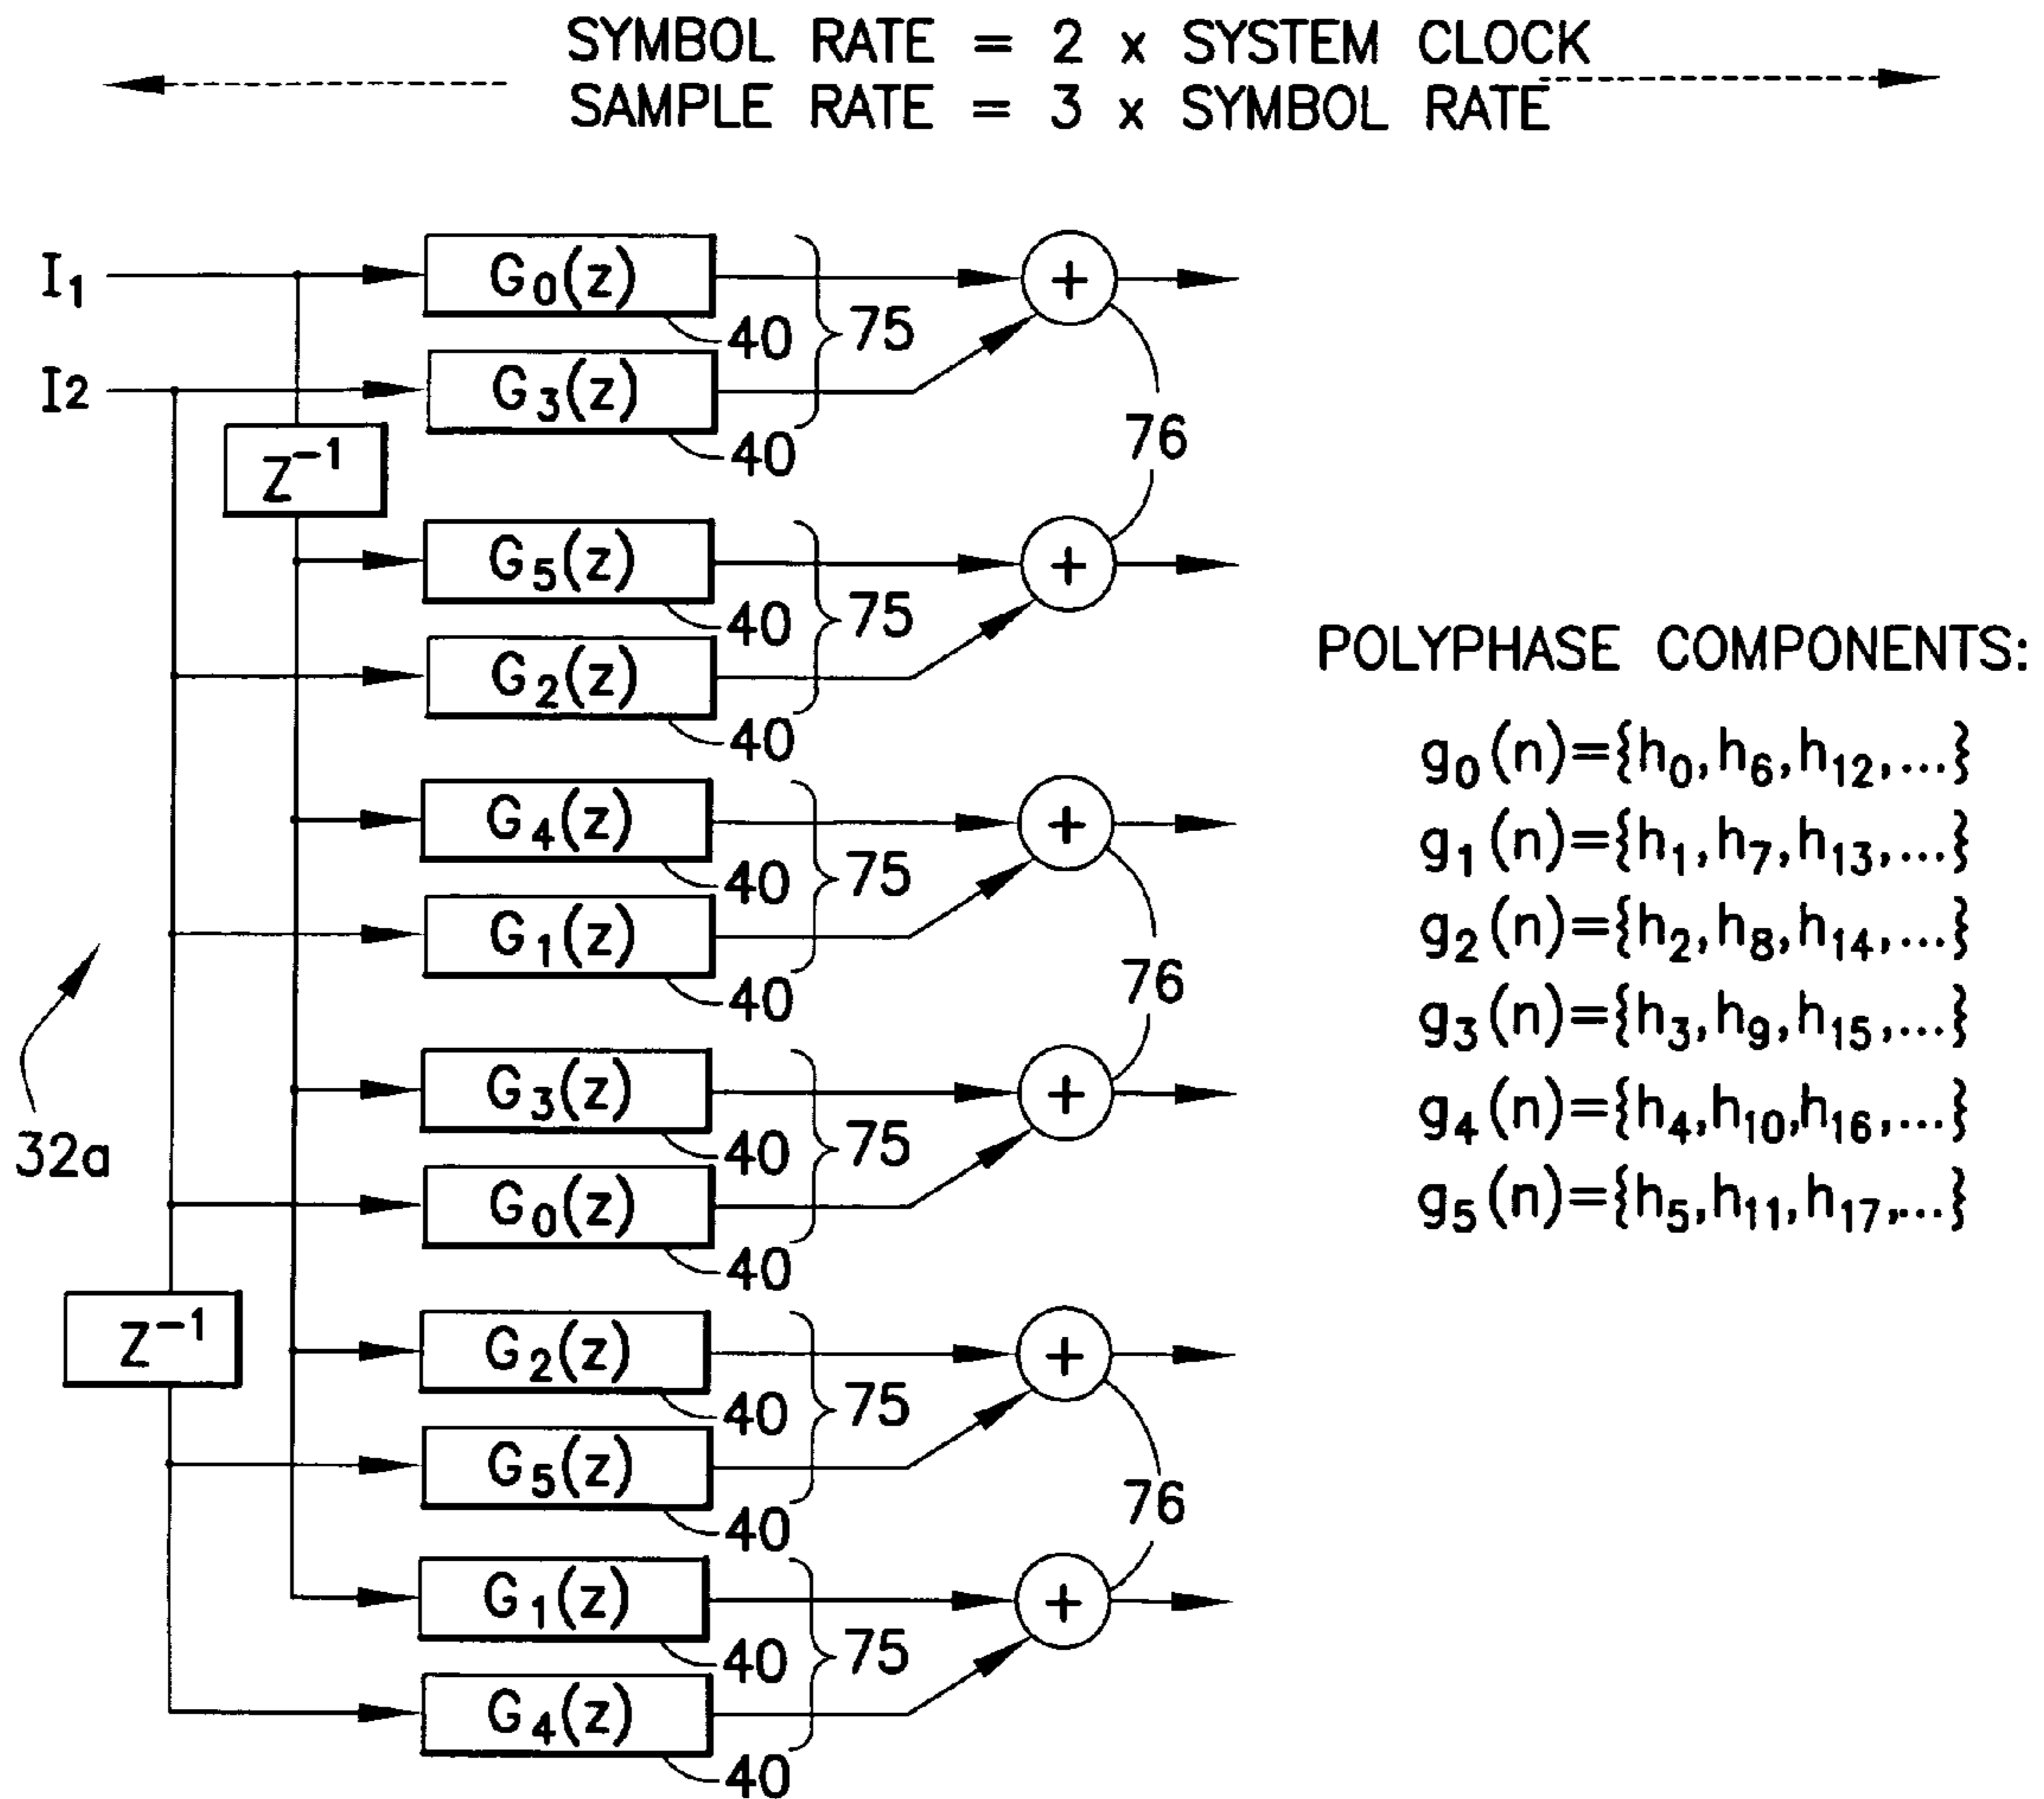 SYMBOL RATE = 2 x SYSTEM CLOCK
SAMPLE RATE = 3 x SYMBOL RATE
I1
G0(z)
40
75
I2
G3(z)
40
Z-1
76
G5(z)
40
75
G2(z)
40
G4(z)
40
75
G1(z)
40
76
G3(z)
40
75
G0(z)
40
Z-1
G2(z)
40
75
G5(z)
40
76
G1(z)
40
75
G4(z)
40
32a
POLYPHASE COMPONENTS:
g0(n)={h0,h6,h12,...}
g1(n)={h1,h7,h13,...}
g2(n)={h2,h8,h14,...}
g3(n)={h3,h9,h15,...}
g4(n)={h4,h10,h16,...}
g5(n)={h5,h11,h17,...}